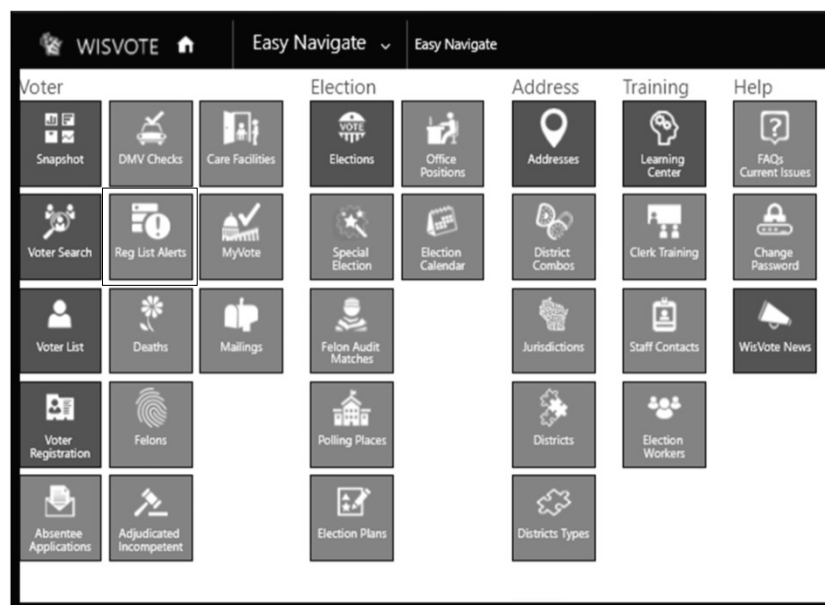 WISVOTE
Easy Navigate
Easy Navigate
Voter
Snapshot
DMV Checks
Care Facilities
Voter Search
Reg List Alerts
MyVote
Voter List
Deaths
Mailings
Voter
Registration
Felons
Absentee
Applications
Adjudicated
Incompetent
Election
VOTE
Elections
Office
Positions
Special
Election
Election
Calendar
Felon Audit
Matches
Polling Places
Election Plans
Address
Addresses
District
Combos
Jurisdictions
Districts
Districts Types
Training
Learning
Center
Clerk Training
Staff Contacts
Election
Workers
Help
FAQs
Current Issues
Change
Password
WisVote News